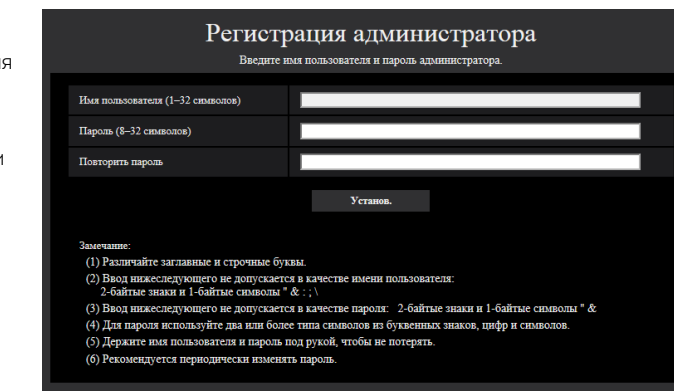 Регистрация администратора
Введите имя пользователя и пароль администратора.
ия
Имя пользователя (1–32 символов)
Пароль (8–32 символов)
и
Повторить пароль
Установ.
Замечание:
(1) Различайте заглавные и строчные буквы.
(2) Ввод нижеследующего не допускается в качестве имени пользователя:
2-байтые знаки и 1-байтые символы " & : ; \
(3) Ввод нижеследующего не допускается в качестве пароля: 2-байтые знаки и 1-байтые символы " &
(4) Для пароля используйте два или более типа символов из буквенных знаков, цифр и символов.
(5) Держите имя пользователя и пароль под рукой, чтобы не потерять.
(6) Рекомендуется периодически изменять пароль.